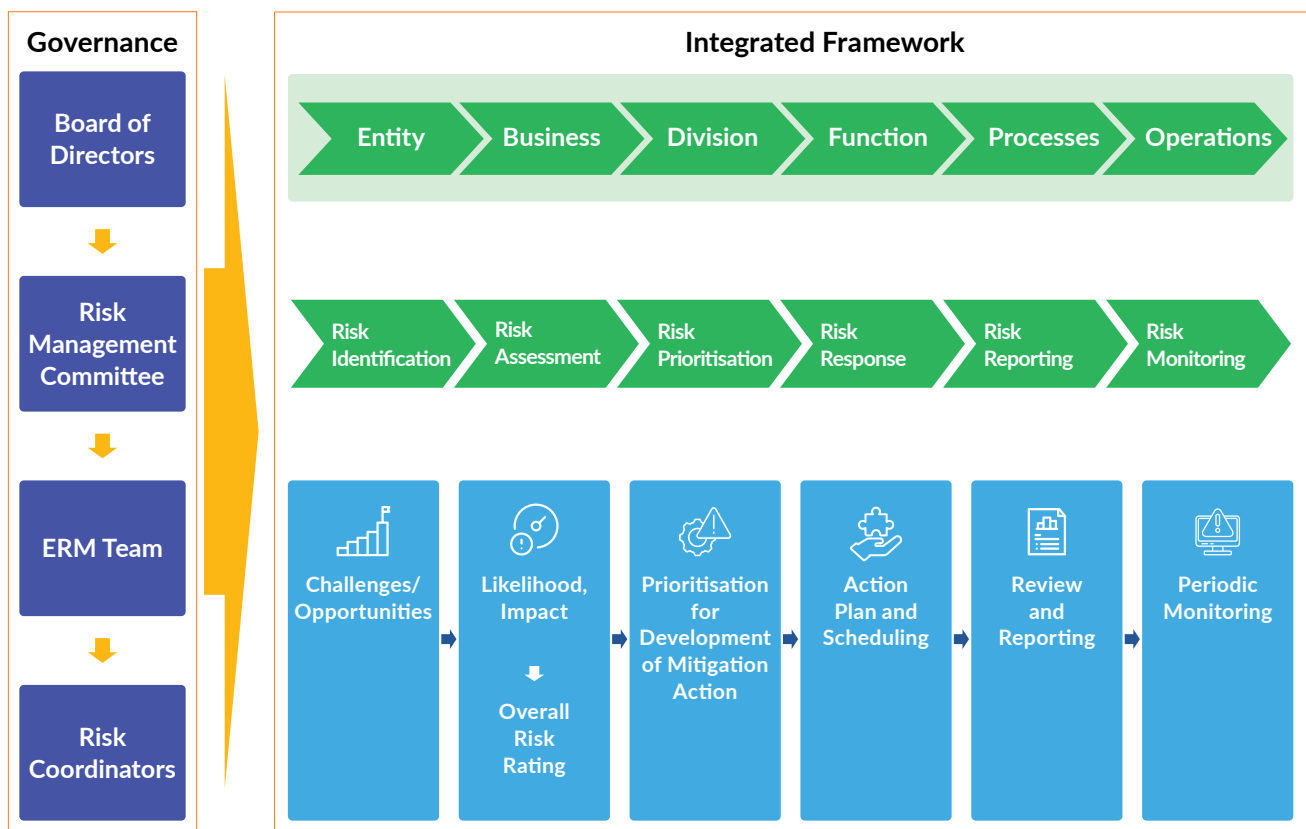 Governance
Board of
Directors
Risk
Management
Committee
ERM Team
Risk
Coordinators
Integrated Framework
Entity
Business
Division
Function
Processes
Operations
Risk
Identification
Risk
Assessment
Risk
Prioritisation
Risk
Response
Risk
Reporting
Risk
Monitoring
Challenges/
Opportunities
Likelihood,
Impact
Overall
Risk
Rating
Prioritisation
for
Development
of Mitigation
Action
Action
Plan and
Scheduling
Review
and
Reporting
Periodic
Monitoring